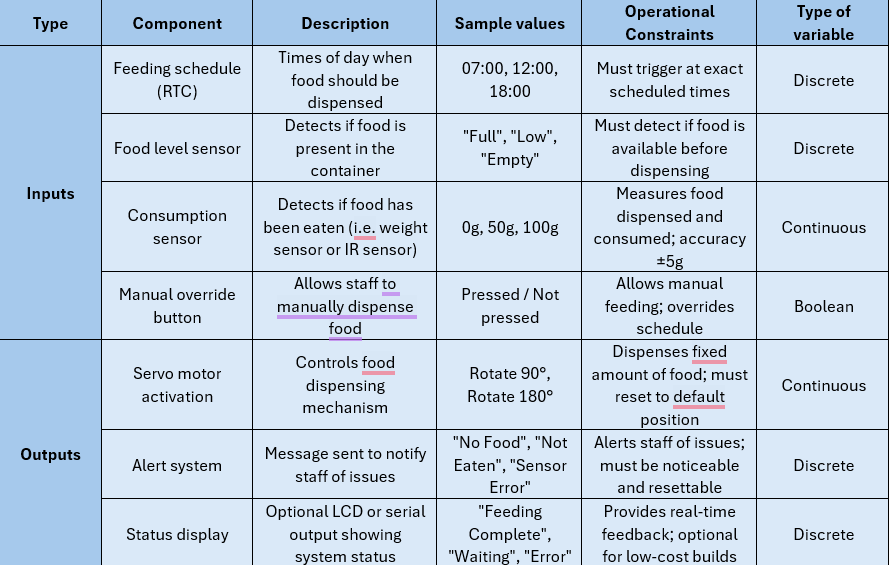 Type
Component
Description
Sample values
Operational
Constraints
Type of
variable
Inputs
Feeding schedule
(RTC)
Times of day when
food should be
dispensed
07:00, 12:00,
18:00
Must trigger at exact
scheduled times
Discrete
Food level sensor
Detects if food is
present in the
container
"Full", "Low",
"Empty"
Must detect if food is
available before
dispensing
Discrete
Consumption
sensor
Detects if food has
been eaten (i.e. weight
sensor or IR sensor)
0g, 50g, 100g
Measures food
dispensed and
consumed; accuracy
±5g
Continuous
Manual override
button
Allows staff to
manually dispense
food
Pressed / Not
pressed
Allows manual
feeding; overrides
schedule
Boolean
Outputs
Servo motor
activation
Controls food
dispensing
mechanism
Rotate 90°,
Rotate 180°
Dispenses fixed
amount of food; must
reset to default
position
Continuous
Alert system
Message sent to notify
staff of issues
"No Food", "Not
Eaten", "Sensor
Error"
Alerts staff of issues;
must be noticeable
and resettable
Discrete
Status display
Optional LCD or serial
output showing
system status
"Feeding
Complete",
"Waiting", "Error"
Provides real-time
feedback; optional
for low-cost builds
Discrete